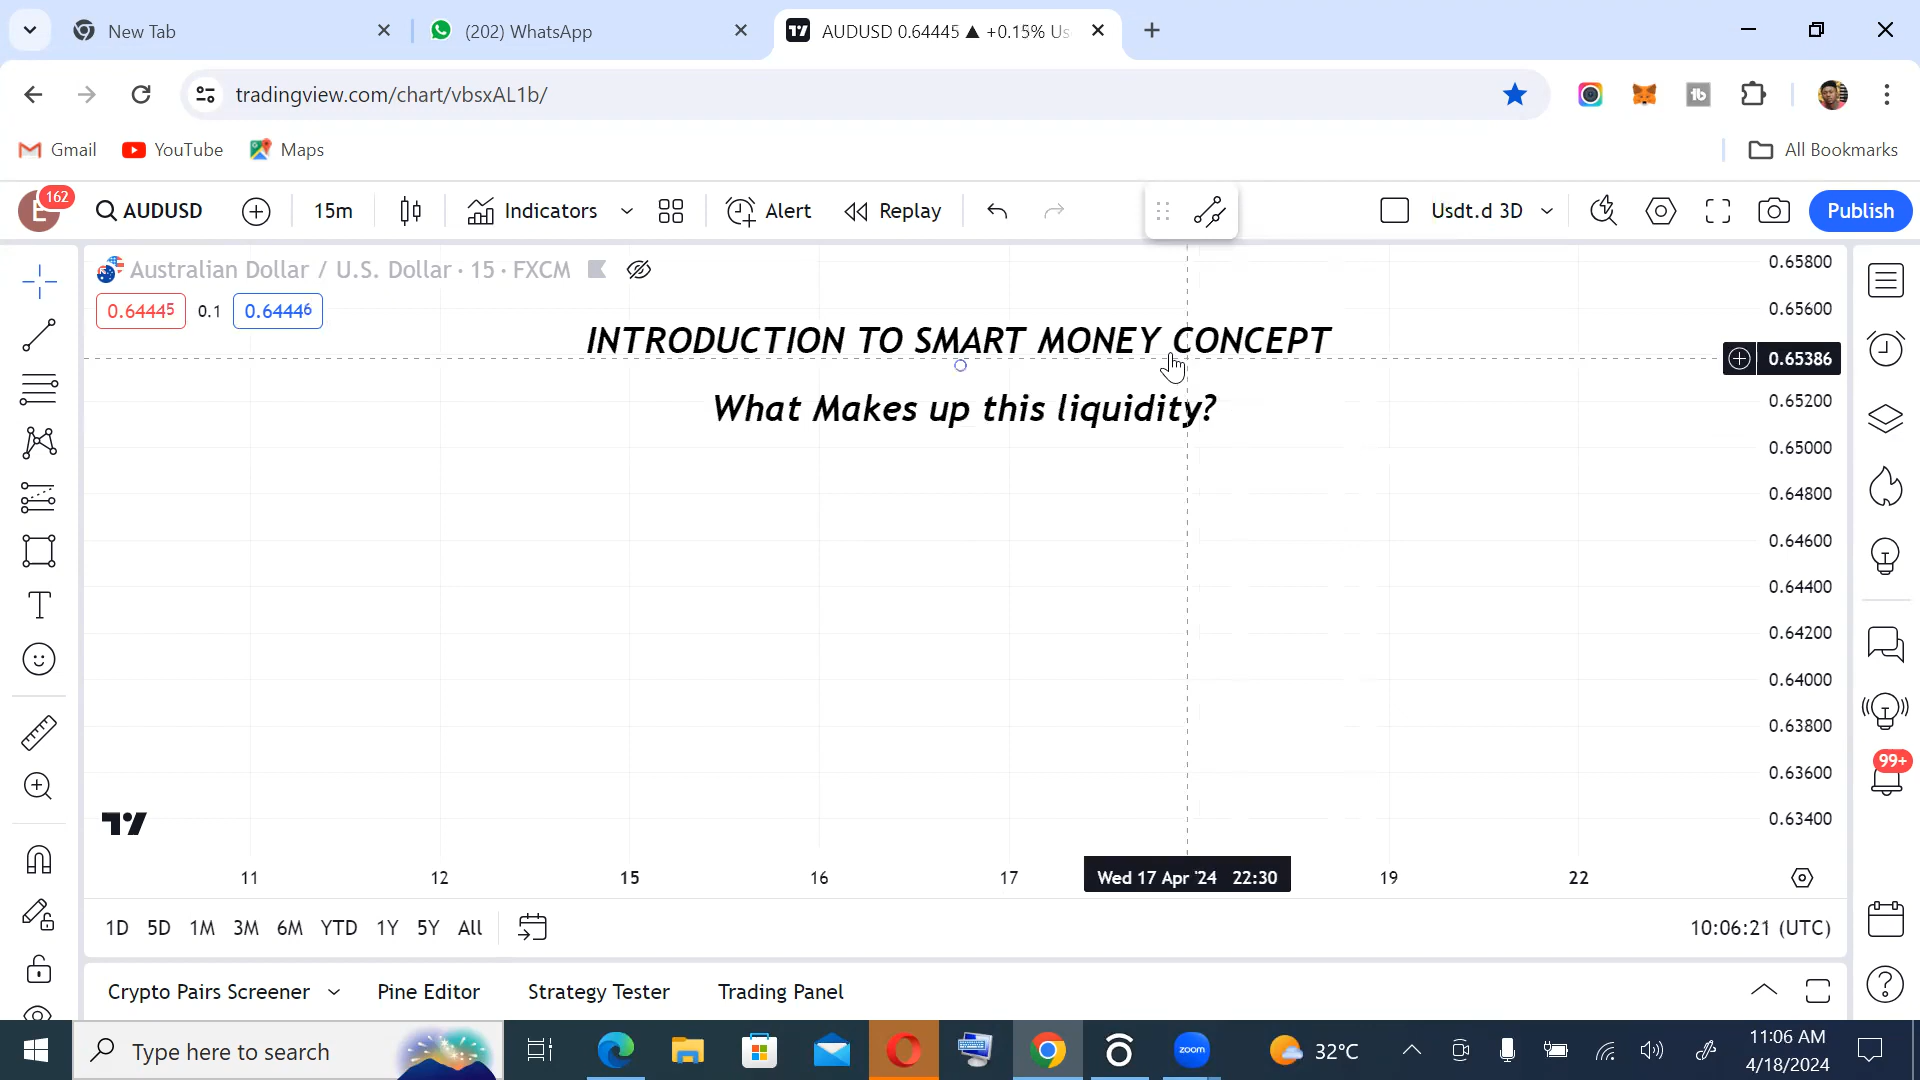 New Tab
(202) WhatsApp
AUDUSD 0.64445 ▲ +0.15% Us
tradingview.com/chart/vbsxAL1b/
Gmail
YouTube
Maps
All Bookmarks
E
162
AUDUSD
15m
Indicators
Alert
Replay
Usdt.d 3D
Publish
Australian Dollar / U.S. Dollar · 15 · FXCM
0.64445
0.1
0.64446
INTRODUCTION TO SMART MONEY CONCEPT
What Makes up this liquidity?
0.65800
0.65600
0.65386
0.65200
0.65000
0.64800
0.64600
0.64400
0.64200
0.64000
0.63800
0.63600
0.63400
99+
11
12
15
16
17
Wed 17 Apr '24 22:30
19
22
1D 5D 1M 3M 6M YTD 1Y 5Y All
10:06:21 (UTC)
Crypto Pairs Screener
Pine Editor
Strategy Tester
Trading Panel
Type here to search
zoom
32°C
11:06 AM
4/18/2024